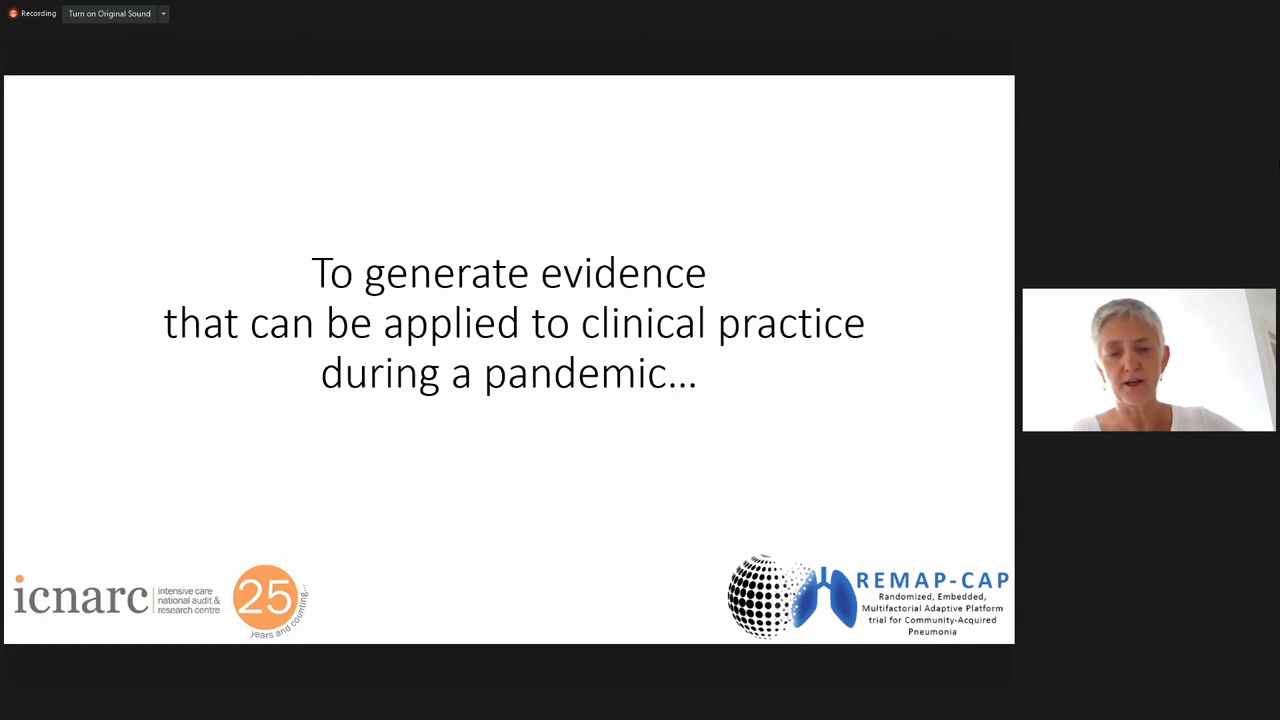 Recording
Turn on Original Sound
To generate evidence
that can be applied to clinical practice
during a pandemic...
icnarc
intensive care
national audit &
research centre
25
years and counting...
REMAP-CAP
Randomized, Embedded,
Multifactorial Adaptive Platform
trial for Community-Acquired
Pneumonia